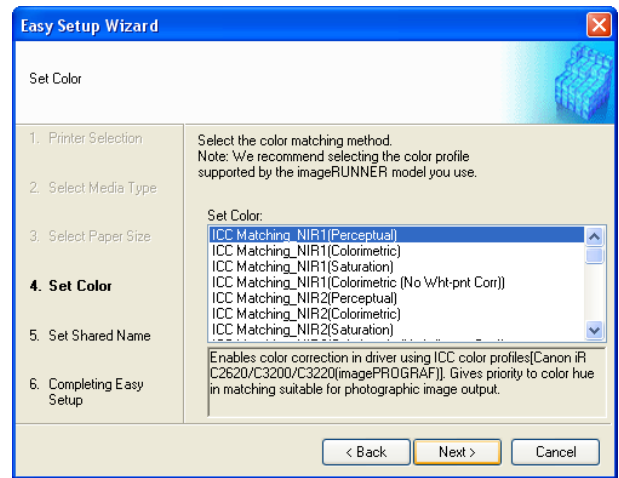 Easy Setup Wizard
Set Color
1. Printer Selection
2. Select Media Type
3. Select Paper Size
4. Set Color
5. Set Shared Name
6. Completing Easy
Setup
Select the color matching method.
Note: We recommend selecting the color profile
supported by the imageRUNNER model you use.
Set Color:
ICC Matching_NIR1(Perceptual)
ICC Matching_NIR1(Colorimetric)
ICC Matching_NIR1(Saturation)
ICC Matching_NIR1(Colorimetric (No Wht-pnt Corr))
ICC Matching_NIR2(Perceptual)
ICC Matching_NIR2(Colorimetric)
ICC Matching_NIR2(Saturation)
Enables color correction in driver using ICC color profiles[Canon iR
C2620/C3200/C3220(imagePROGRAF)]. Gives priority to color hue
in matching suitable for photographic image output.
< Back
Next >
Cancel